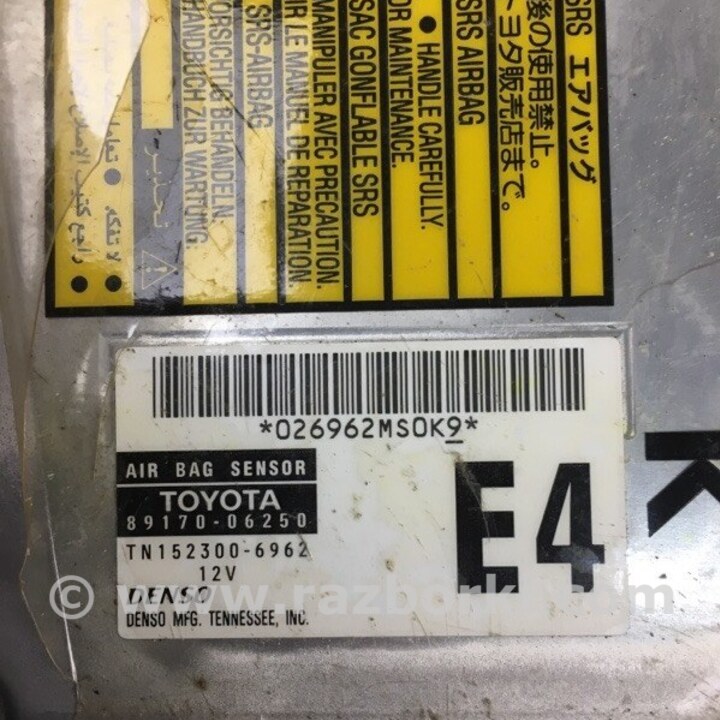 SRS エアバッグ
後の使用禁止。
トヨタ販売店まで。
SRS AIRBAG
• HANDLE CAREFULLY.
OR MAINTENANCE.
SAC GONFLABLE SRS
MANIPULER AVEC PRECAUTION.
IR LE MANUEL DE REPARATION.
SRS-AIRBAG
VORSICHTIG BEHANDELN.
HANDBUCH ZUR WARTUNG.
تحذير
*026962MS0K9*
AIR BAG SENSOR
TOYOTA
89170-06250
TN152300-6962
12V
DENSO
DENSO MFG. TENNESSEE, INC.
E4
K
© www.razborka.com